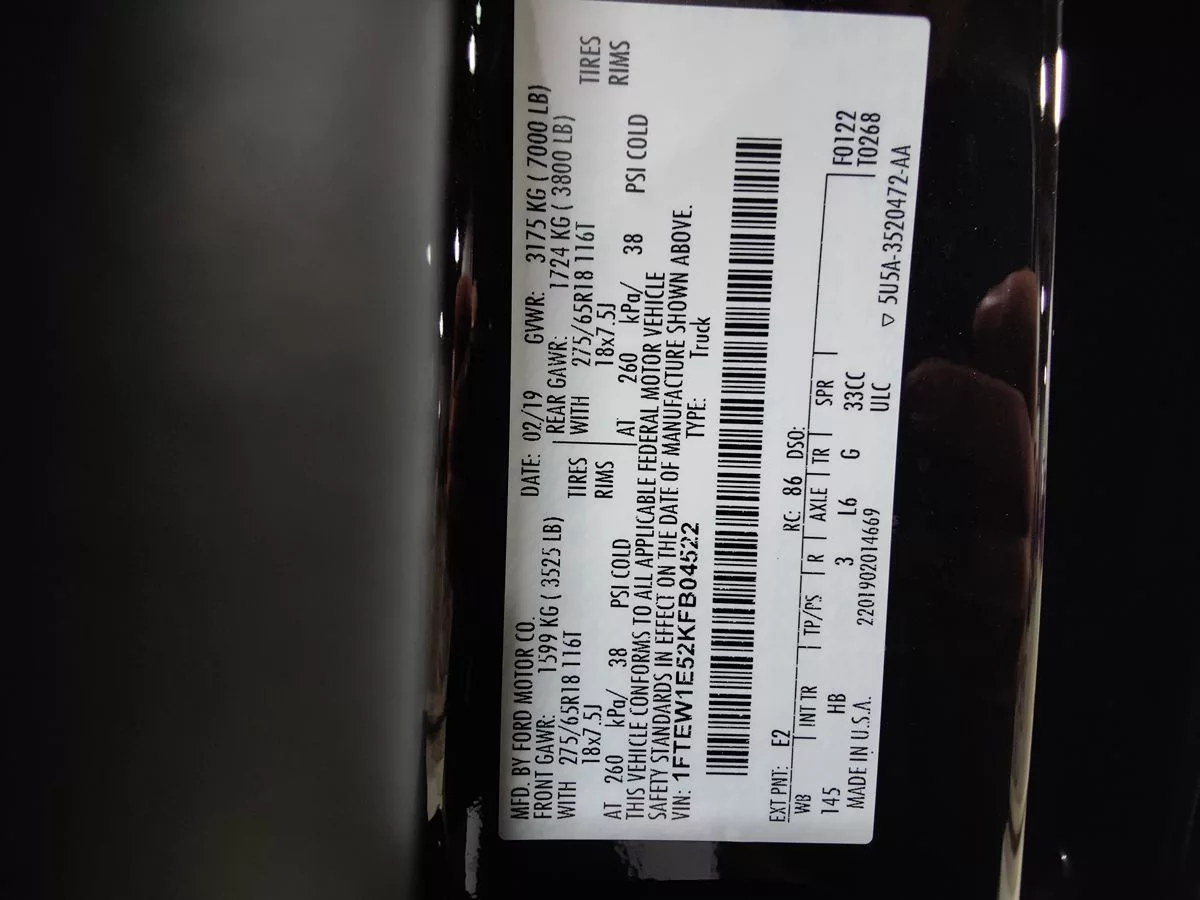 MFD. BY FORD MOTOR CO.
DATE: 02/19 GVWR: 3175 KG ( 7000 LB)
FRONT GAWR: 1599 KG ( 3525 LB)
REAR GAWR: 1724 KG ( 3800 LB)
WITH 275/65R18 116T TIRES
WITH 275/65R18 116T TIRES
18x7.5J RIMS
18x7.5J RIMS
AT 260 kPa/ 38 PSI COLD
AT 260 kPa/ 38 PSI COLD
THIS VEHICLE CONFORMS TO ALL APPLICABLE FEDERAL MOTOR VEHICLE
SAFETY STANDARDS IN EFFECT ON THE DATE OF MANUFACTURE SHOWN ABOVE.
VIN: 1FTEW1E52KFB04522 TYPE: Truck
EXT PNT: E2 RC: 86 DSO:
WB INT TR TP/PS R AXLE TR SPR F0122
145 HB 3 L6 G 33CC T0268
ULC
MADE IN U.S.A. 2201902014669
▽ 5U5A-3520472-AA